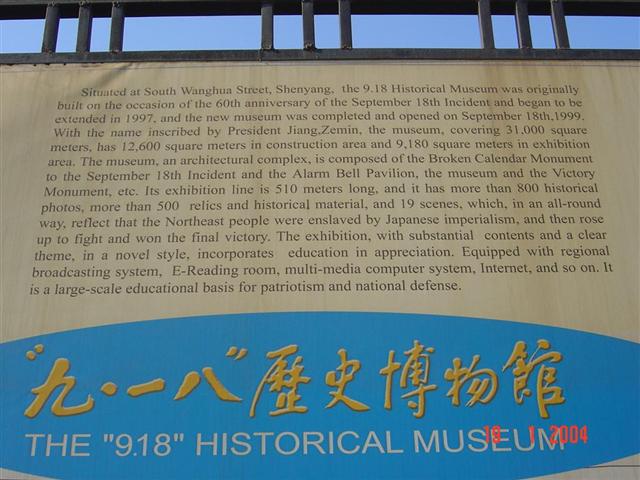 Situated at South Wanghua Street, Shenyang, the 9.18 Historical Museum was originally
built on the occasion of the 60th anniversary of the September 18th Incident and began to be
extended in 1997, and the new museum was completed and opened on September 18th,1999.
With the name inscribed by President Jiang,Zemin, the museum, covering 31,000 square
meters, has 12,600 square meters in construction area and 9,180 square meters in exhibition
area. The museum, an architectural complex, is composed of the Broken Calendar Monument
to the September 18th Incident and the Alarm Bell Pavilion, the museum and the Victory
Monument, etc. Its exhibition line is 510 meters long, and it has more than 800 historical
photos, more than 500 relics and historical material, and 19 scenes, which, in an all-round
way, reflect that the Northeast people were enslaved by Japanese imperialism, and then rose
up to fight and won the final victory. The exhibition, with substantial contents and a clear
theme, in a novel style, incorporates education in appreciation. Equipped with regional
broadcasting system, E-Reading room, multi-media computer system, Internet, and so on. It
is a large-scale educational basis for patriotism and national defense.
"九·一八"歷史博物館
THE "9.18" HISTORICAL MUSEUM
19 1 2004